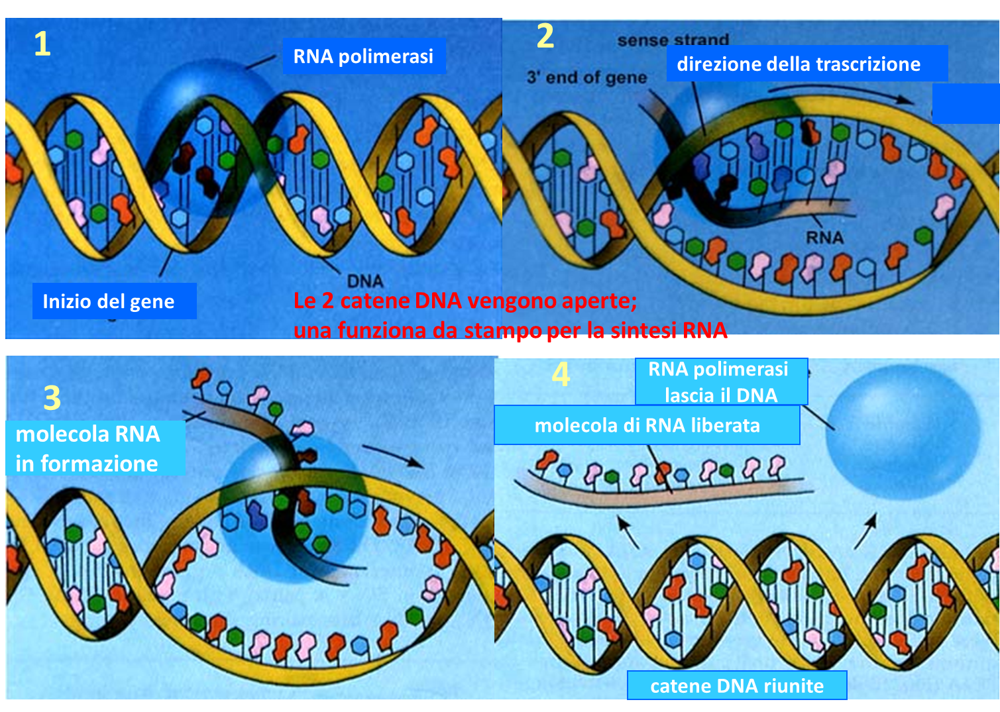 1
RNA polimerasi
Inizio del gene
DNA
2
sense strand
direzione della trascrizione
3' end of gene
RNA
Le 2 catene DNA vengono aperte;
una funziona da stampo per la sintesi RNA
3
molecola RNA
in formazione
4
RNA polimerasi
lascia il DNA
molecola di RNA liberata
catene DNA riunite